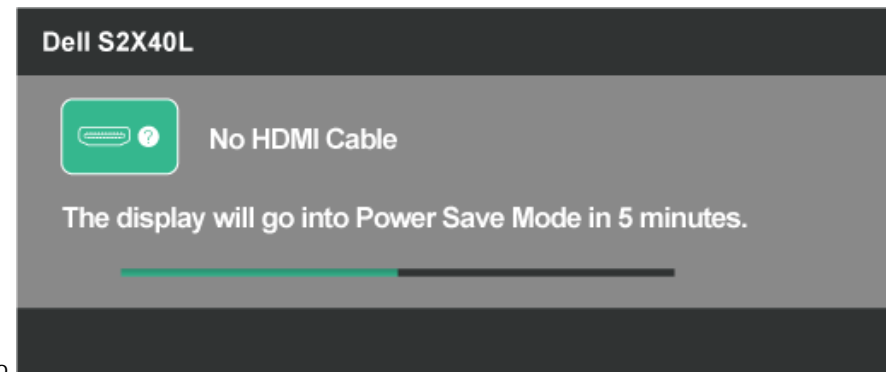 Dell S2X40L
?
No HDMI Cable
The display will go into Power Save Mode in 5 minutes.